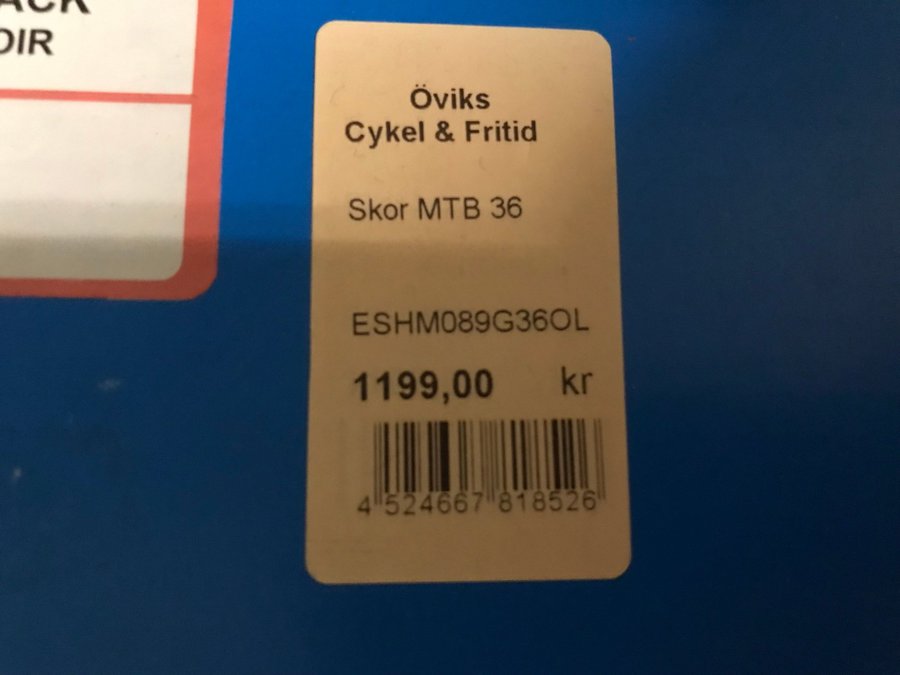 ACK
OIR
Öviks
Cykel & Fritid
Skor MTB 36
ESHM089G36OL
1199,00 kr
4 524667 818526